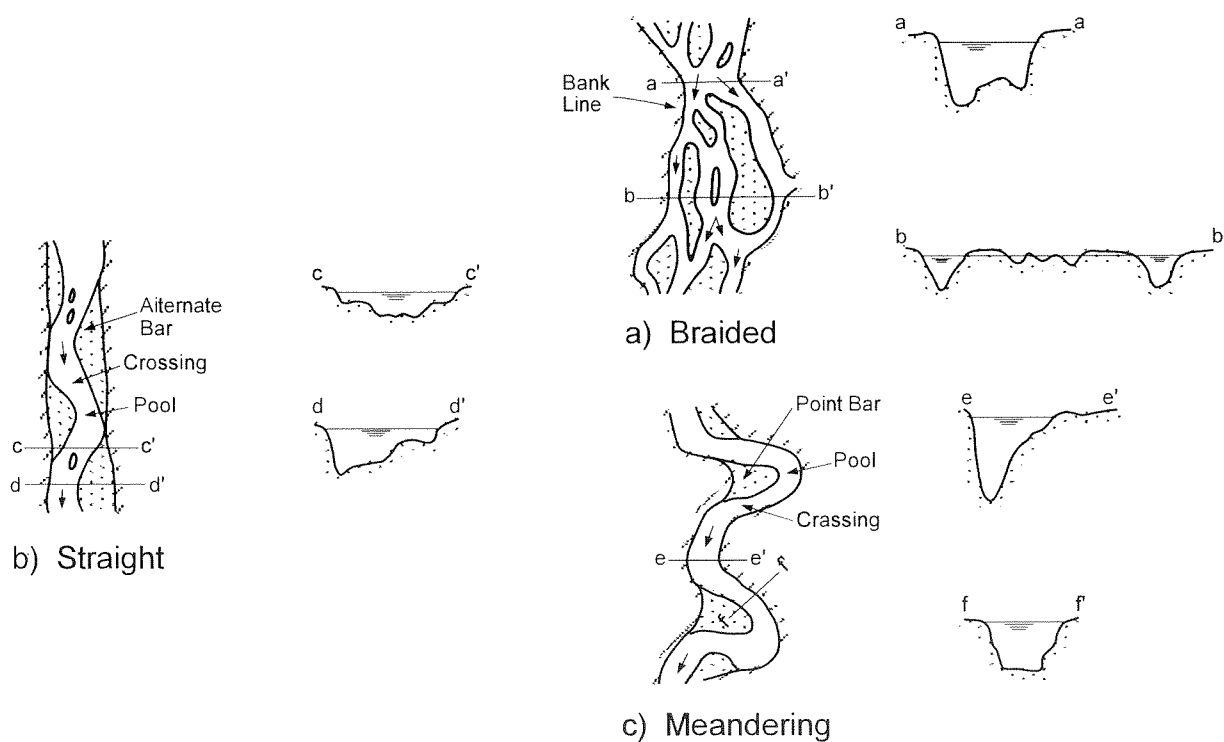 a
a'
Bank
Line
b
b'
a
a
b
b
a) Braided
Aiternate
Bar
Crossing
Pool
c
c'
d
d'
c
c'
d
d'
b) Straight
Point Bar
Pool
Crassing
e
e'
f
f
e
e'
f
f'
c) Meandering